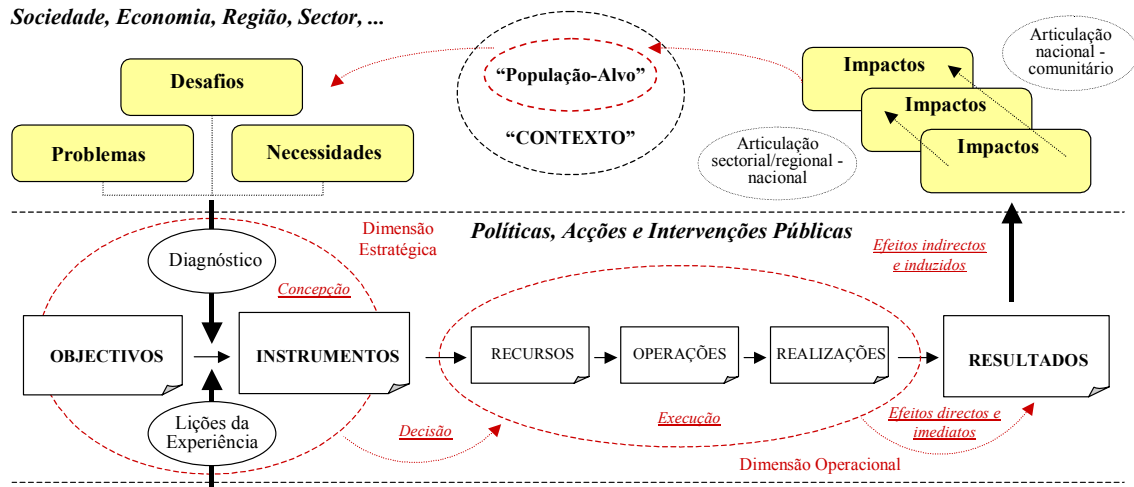 Sociedade, Economia, Região, Sector, ...
Desafios
Problemas
Necessidades
“População-Alvo”
“CONTEXTO”
Impactos
Impactos
Impactos
Articulação
nacional -
comunitário
Articulação
sectorial/regional -
nacional
Dimensão
Estratégica
Políticas, Acções e Intervenções Públicas
Diagnóstico
Concepção
Efeitos indirectos
e induzidos
OBJECTIVOS
INSTRUMENTOS
RECURSOS
OPERAÇÕES
REALIZAÇÕES
RESULTADOS
Lições da
Experiência
Decisão
Execução
Efeitos directos e
imediatos
Dimensão Operacional